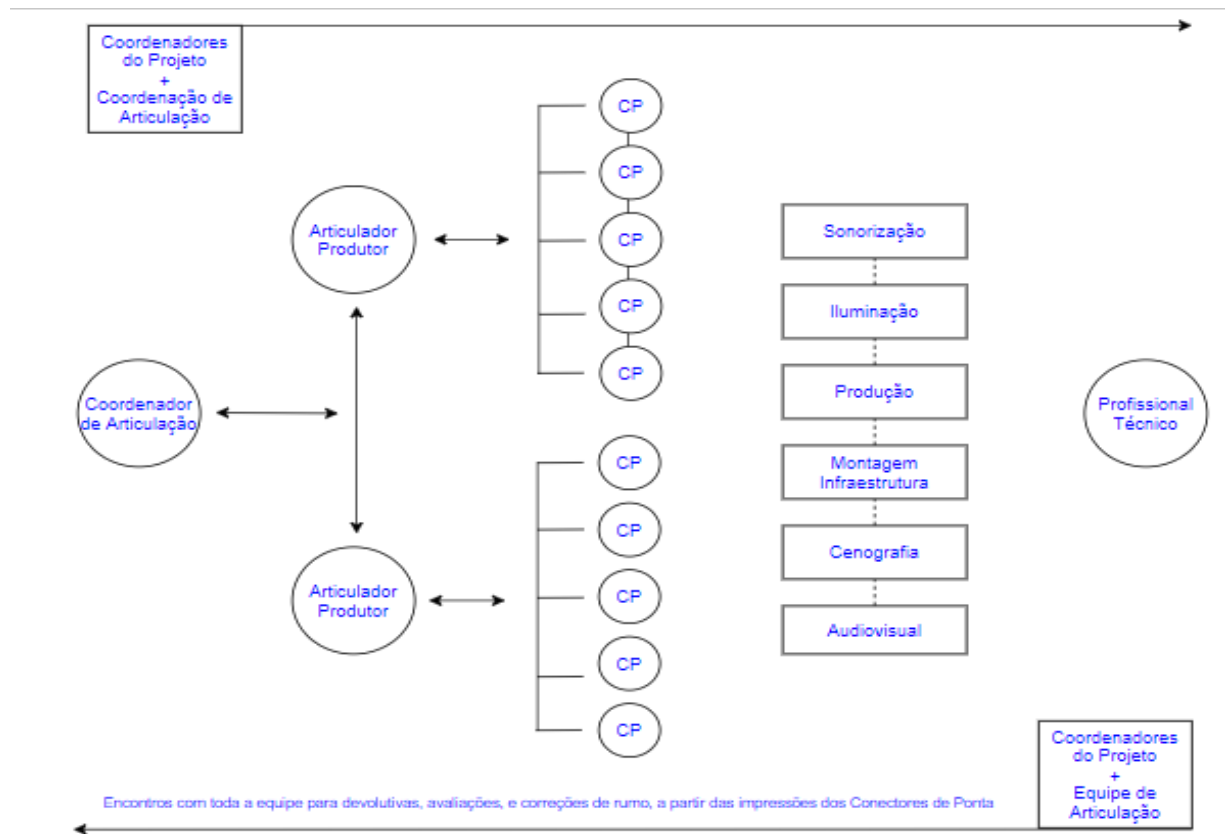 Coordenadores
do Projeto
+
Coordenação de
Articulação
CP
CP
CP
CP
CP
Articulador
Produtor
Coordenador
de Articulação
Articulador
Produtor
CP
CP
CP
CP
CP
Sonorização
Iluminação
Produção
Montagem
Infraestrutura
Cenografia
Audiovisual
Profissional
Técnico
Coordenadores
do Projeto
+
Equipe de
Articulação
Encontros com toda a equipe para devolutivas, avaliações, e correções de rumo, a partir das impressões dos Conectores de Ponta